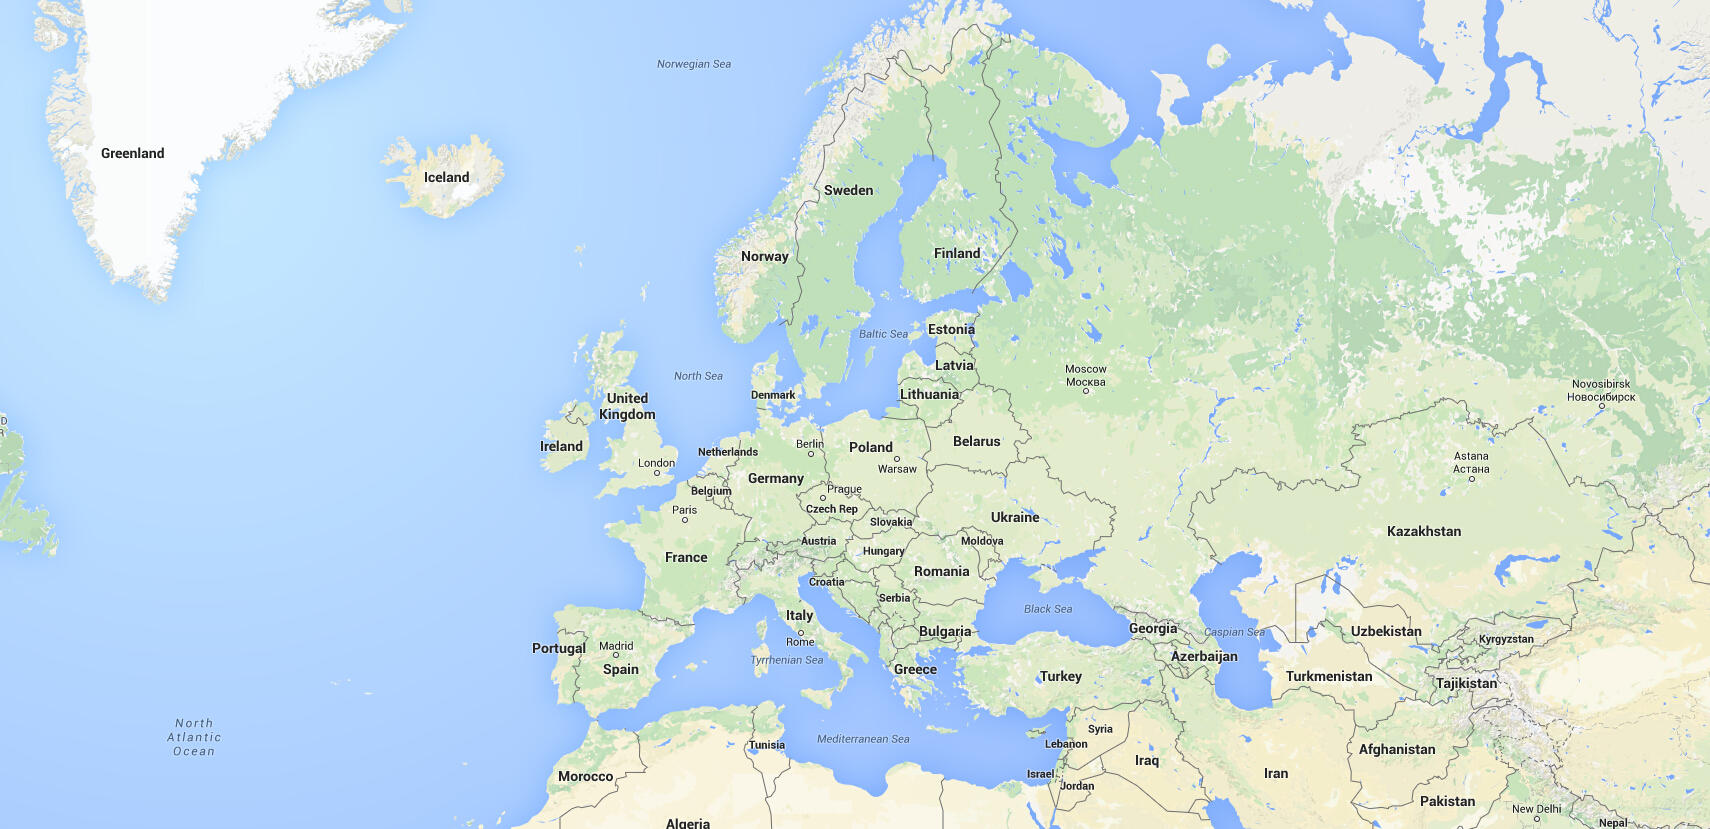 Norwegian Sea
Greenland
Iceland
Sweden
Finland
Norway
Baltic Sea
Estonia
Latvia
Moscow
Москва
North Sea
Denmark
Lithuania
Novosibirsk
Новосибирск
United
Kingdom
D
Ireland
Netherlands
Berlin
Poland
Belarus
London
Warsaw
Astana
Астана
Germany
Belgium
Prague
Paris
Czech Rep
Slovakia
Ukraine
Kazakhstan
Austria
Moldova
Hungary
France
Romania
Croatia
Serbia
Black Sea
Italy
Rome
Bulgaria
Georgia
Caspian Sea
Uzbekistan
Kyrgyzstan
Portugal
Madrid
Spain
Tyrrhenian Sea
Greece
Turkey
Azerbaijan
Turkmenistan
Tajikistan
North
Atlantic
Ocean
Tunisia
Mediterranean Sea
Syria
Lebanon
Afghanistan
Iraq
Iran
Israel
Jordan
Morocco
Pakistan
New Delhi
Nepal
Algeria